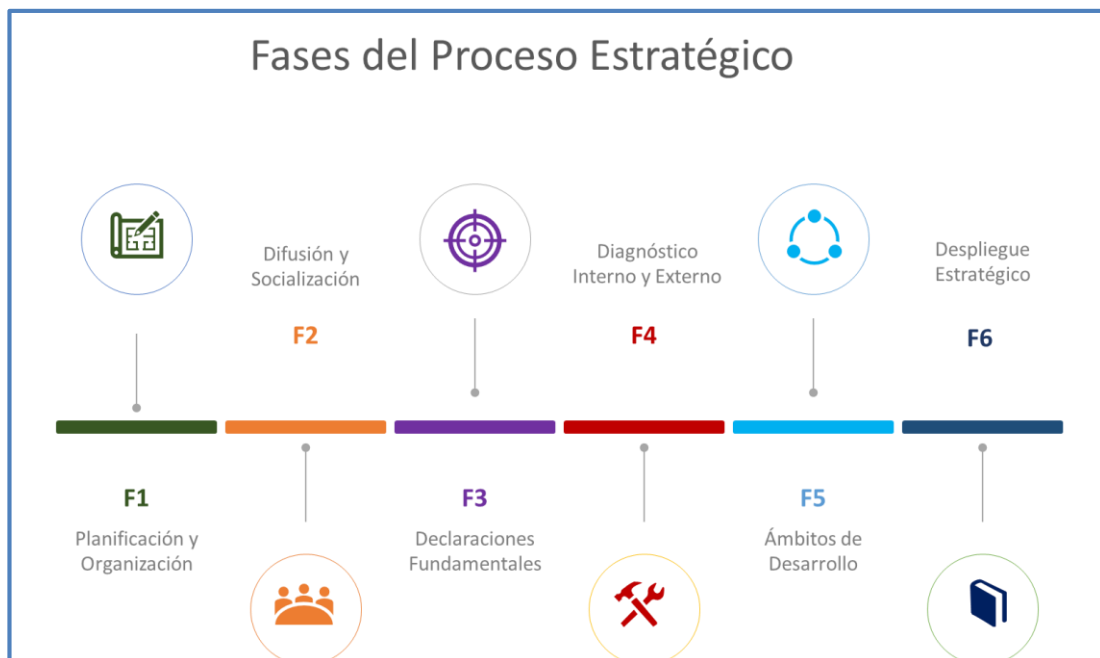 Fases del Proceso Estratégico
F1
Planificación y
Organización
Difusión y
Socialización
F2
F3
Declaraciones
Fundamentales
Diagnóstico
Interno y Externo
F4
F5
Ámbitos de
Desarrollo
Despliegue
Estratégico
F6